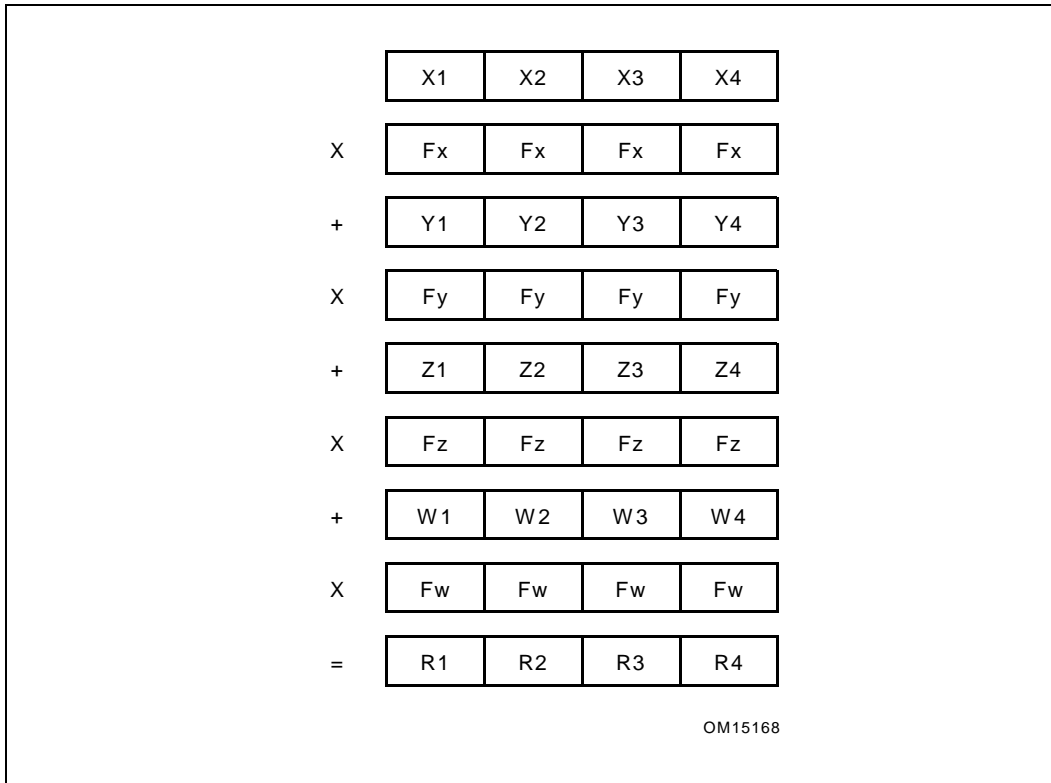 X1 X2 X3 X4
X Fx Fx Fx Fx
+ Y1 Y2 Y3 Y4
X Fy Fy Fy Fy
+ Z1 Z2 Z3 Z4
X Fz Fz Fz Fz
+ W1 W2 W3 W4
X Fw Fw Fw Fw
= R1 R2 R3 R4
OM15168